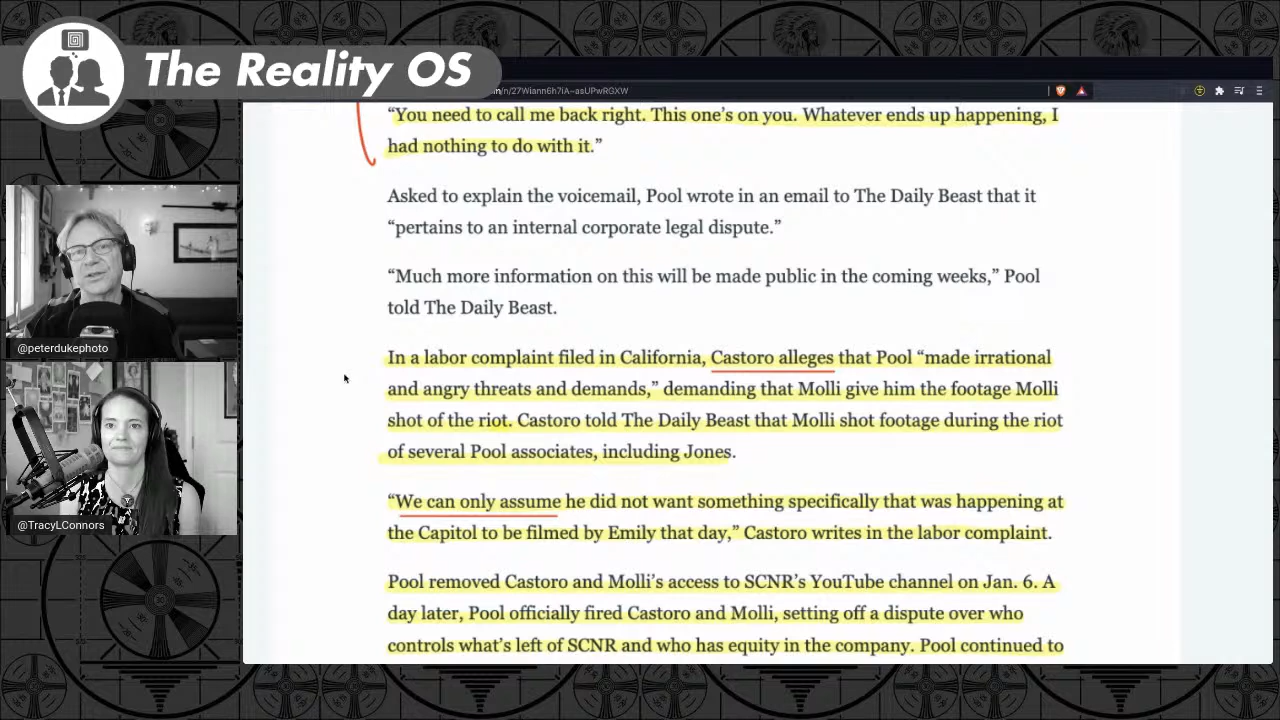 The Reality OS
n/n/27Wiann6h7iA-asUPwRGXW
“You need to call me back right. This one’s on you. Whatever ends up happening, I
had nothing to do with it.”
Asked to explain the voicemail, Pool wrote in an email to The Daily Beast that it
“pertains to an internal corporate legal dispute.”
“Much more information on this will be made public in the coming weeks,” Pool
told The Daily Beast.
In a labor complaint filed in California, Castoro alleges that Pool “made irrational
and angry threats and demands,” demanding that Molli give him the footage Molli
shot of the riot. Castoro told The Daily Beast that Molli shot footage during the riot
of several Pool associates, including Jones.
“We can only assume he did not want something specifically that was happening at
the Capitol to be filmed by Emily that day,” Castoro writes in the labor complaint.
Pool removed Castoro and Molli’s access to SCNR’s YouTube channel on Jan. 6. A
day later, Pool officially fired Castoro and Molli, setting off a dispute over who
controls what’s left of SCNR and who has equity in the company. Pool continued to
@peterdukephoto
@TracyLConnors